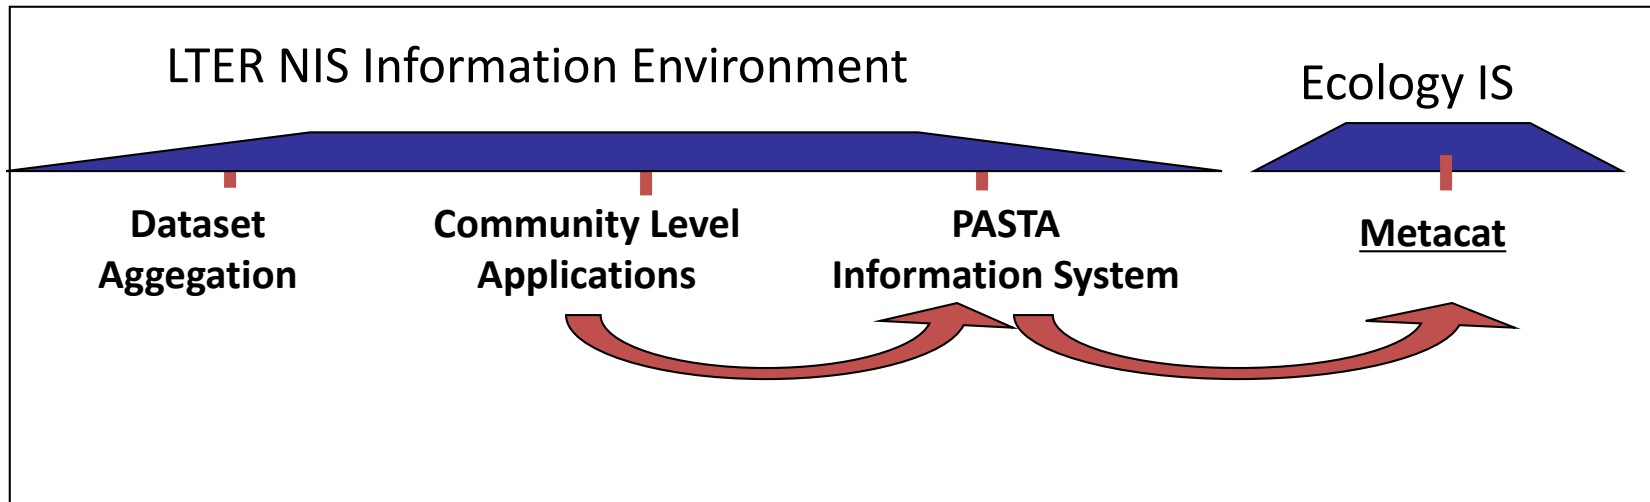 LTER NIS Information Environment
Ecology IS
Dataset
Aggegation
Community Level
Applications
PASTA
Information System
Metacat